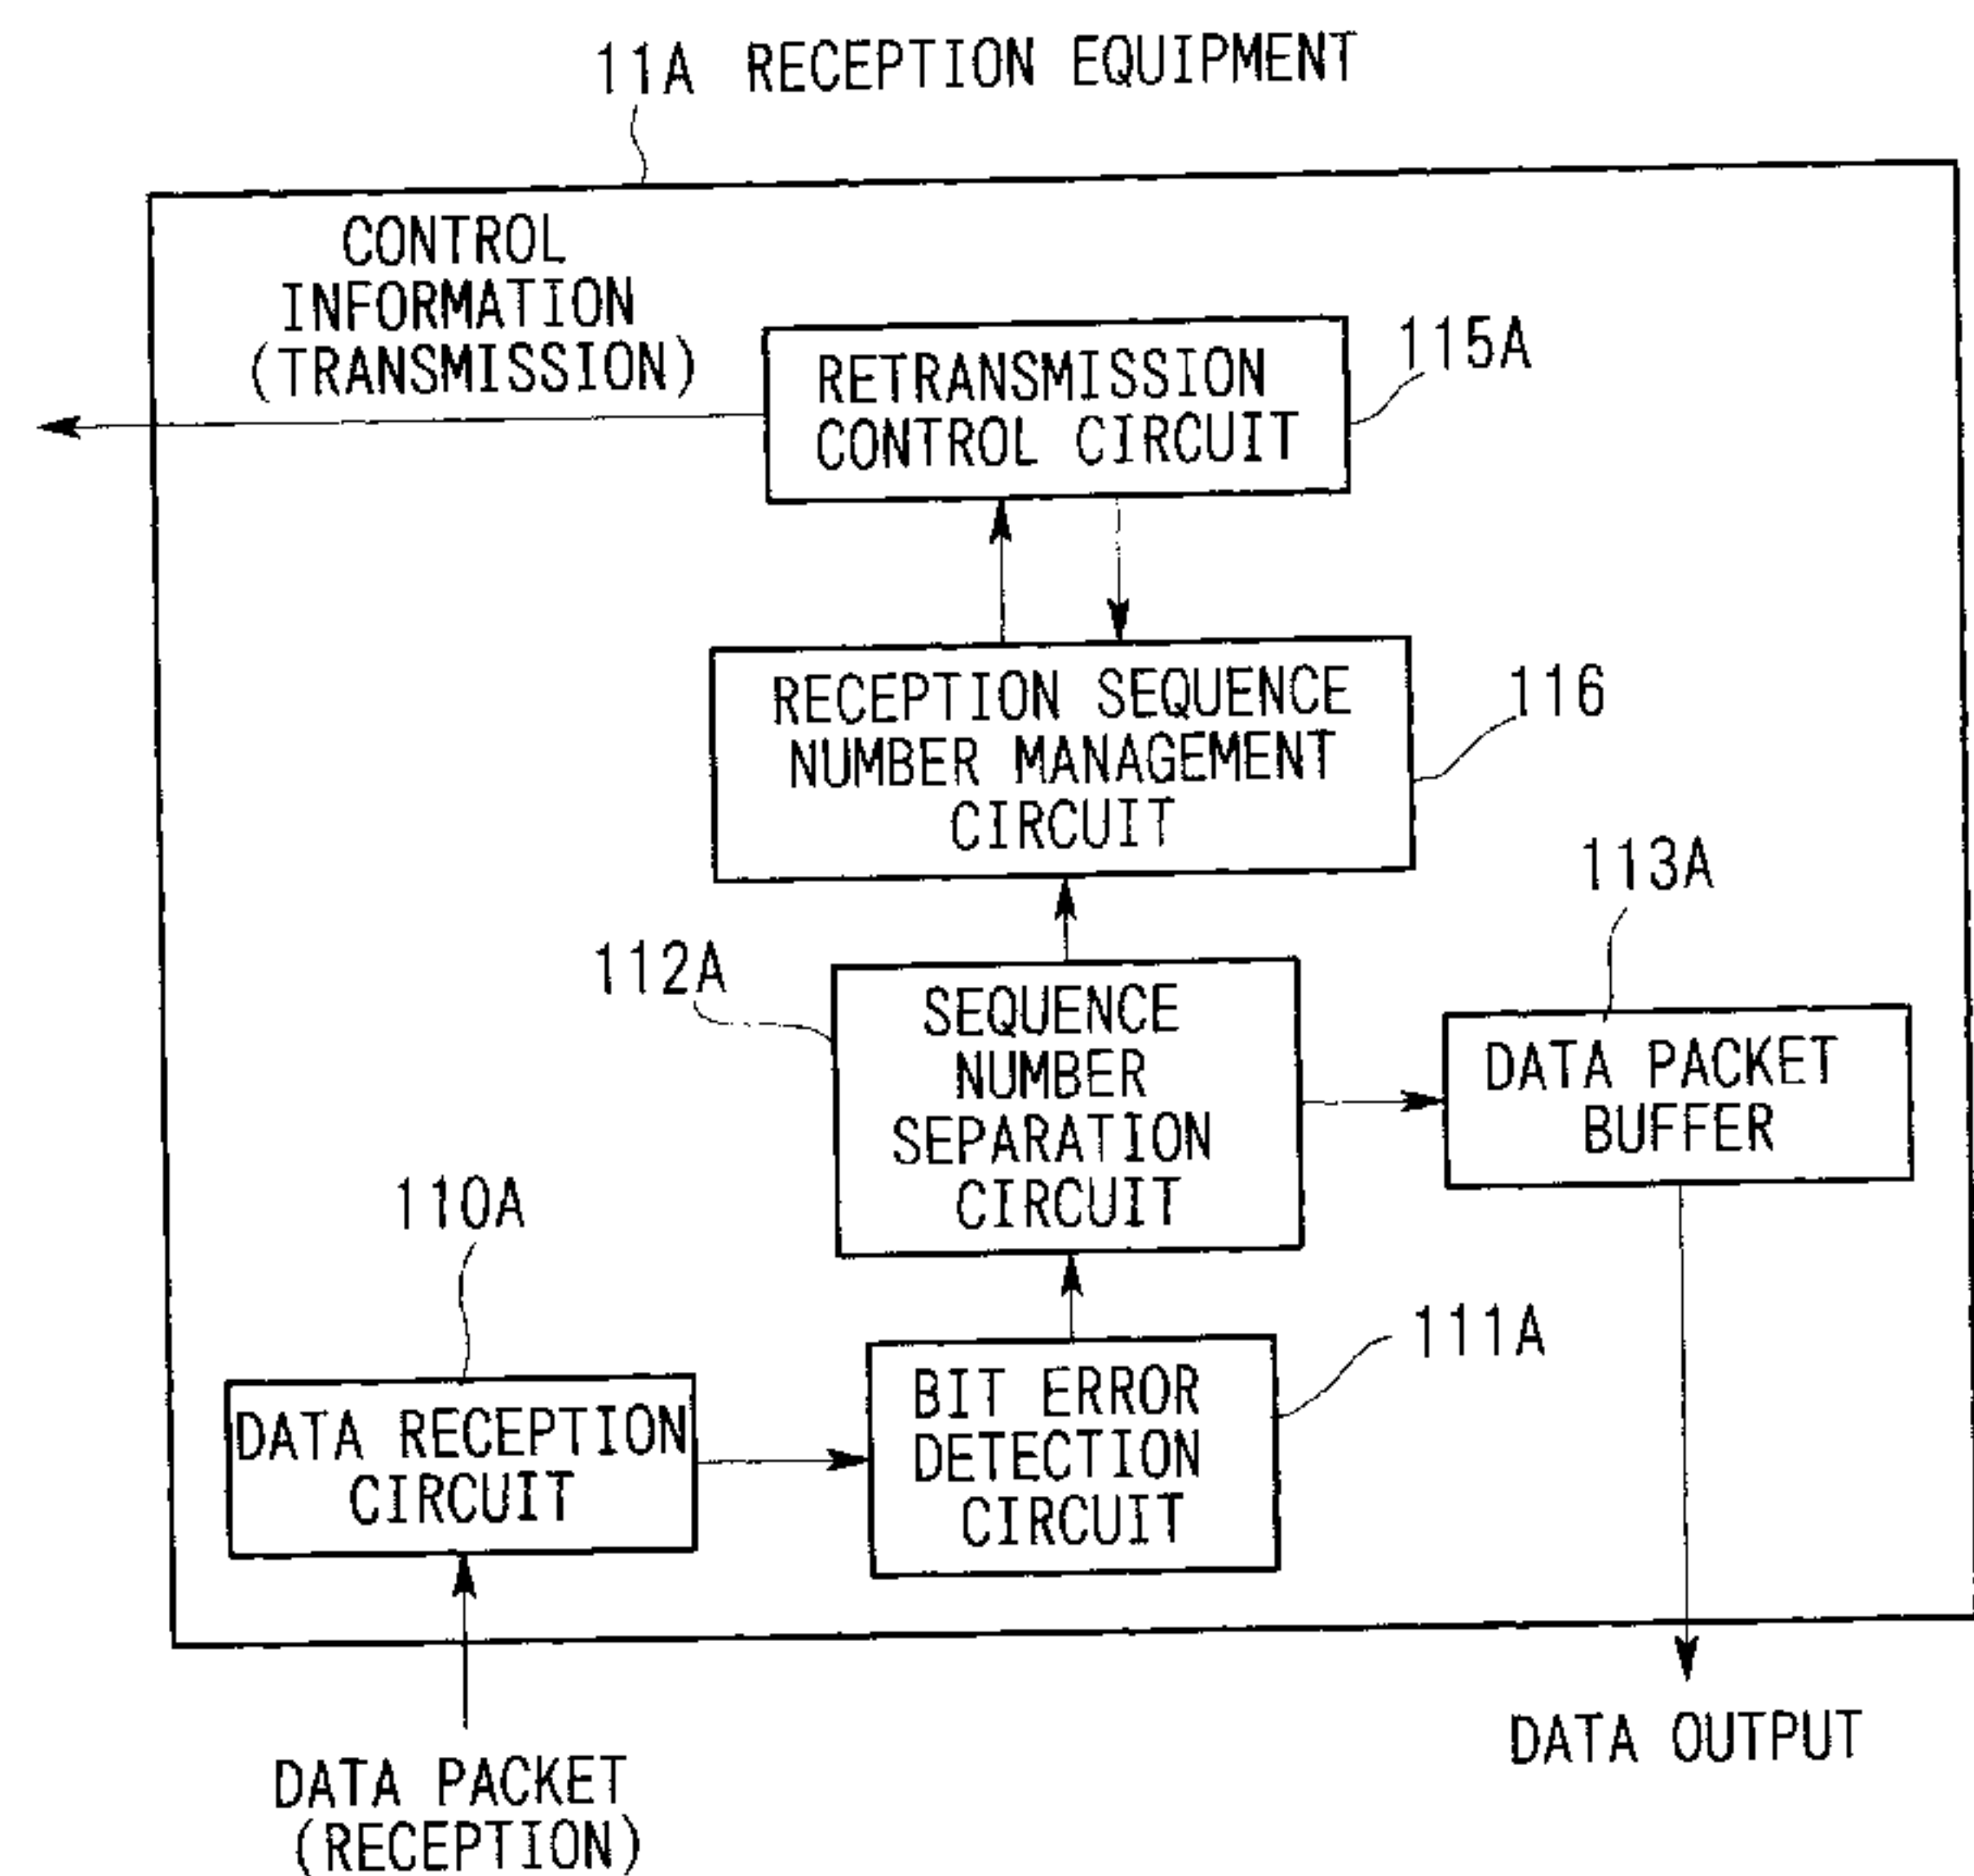 11A RECEPTION EQUIPMENT
CONTROL
INFORMATION
(TRANSMISSION)
RETRANSMISSION
CONTROL CIRCUIT
115A
RECEPTION SEQUENCE
NUMBER MANAGEMENT
CIRCUIT
116
113A
112A
SEQUENCE
NUMBER
SEPARATION
CIRCUIT
DATA PACKET
BUFFER
110A
111A
DATA RECEPTION
CIRCUIT
BIT ERROR
DETECTION
CIRCUIT
DATA OUTPUT
DATA PACKET
(RECEPTION)